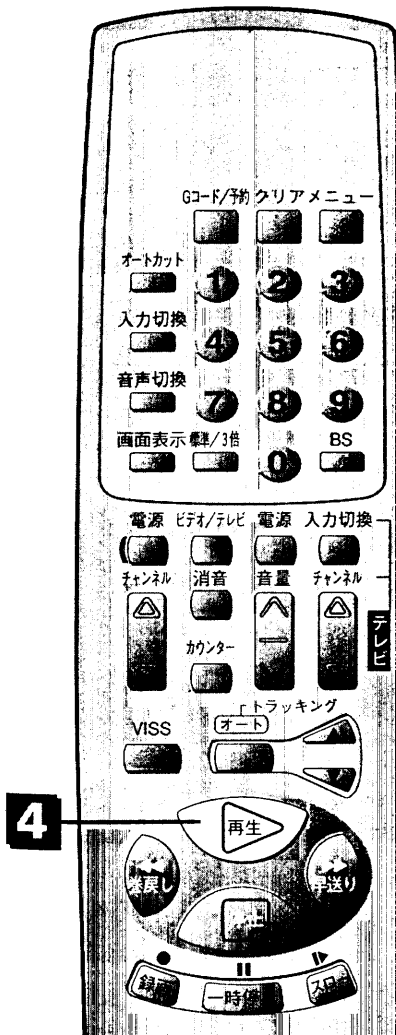 Gコード/予約 クリア メニュー
オートカット
1 2 3
入力切換
4 5 6
音声切換
7 8 9
画面表示 標準/3倍 BS
0
電源 ビデオ/テレビ 電源 入力切換
チャンネル 消音 音量 チャンネル
テレビ
カウンター
トラッキング
VISS オート
4
再生
巻戻し 早送り
録画 一時停
スロ